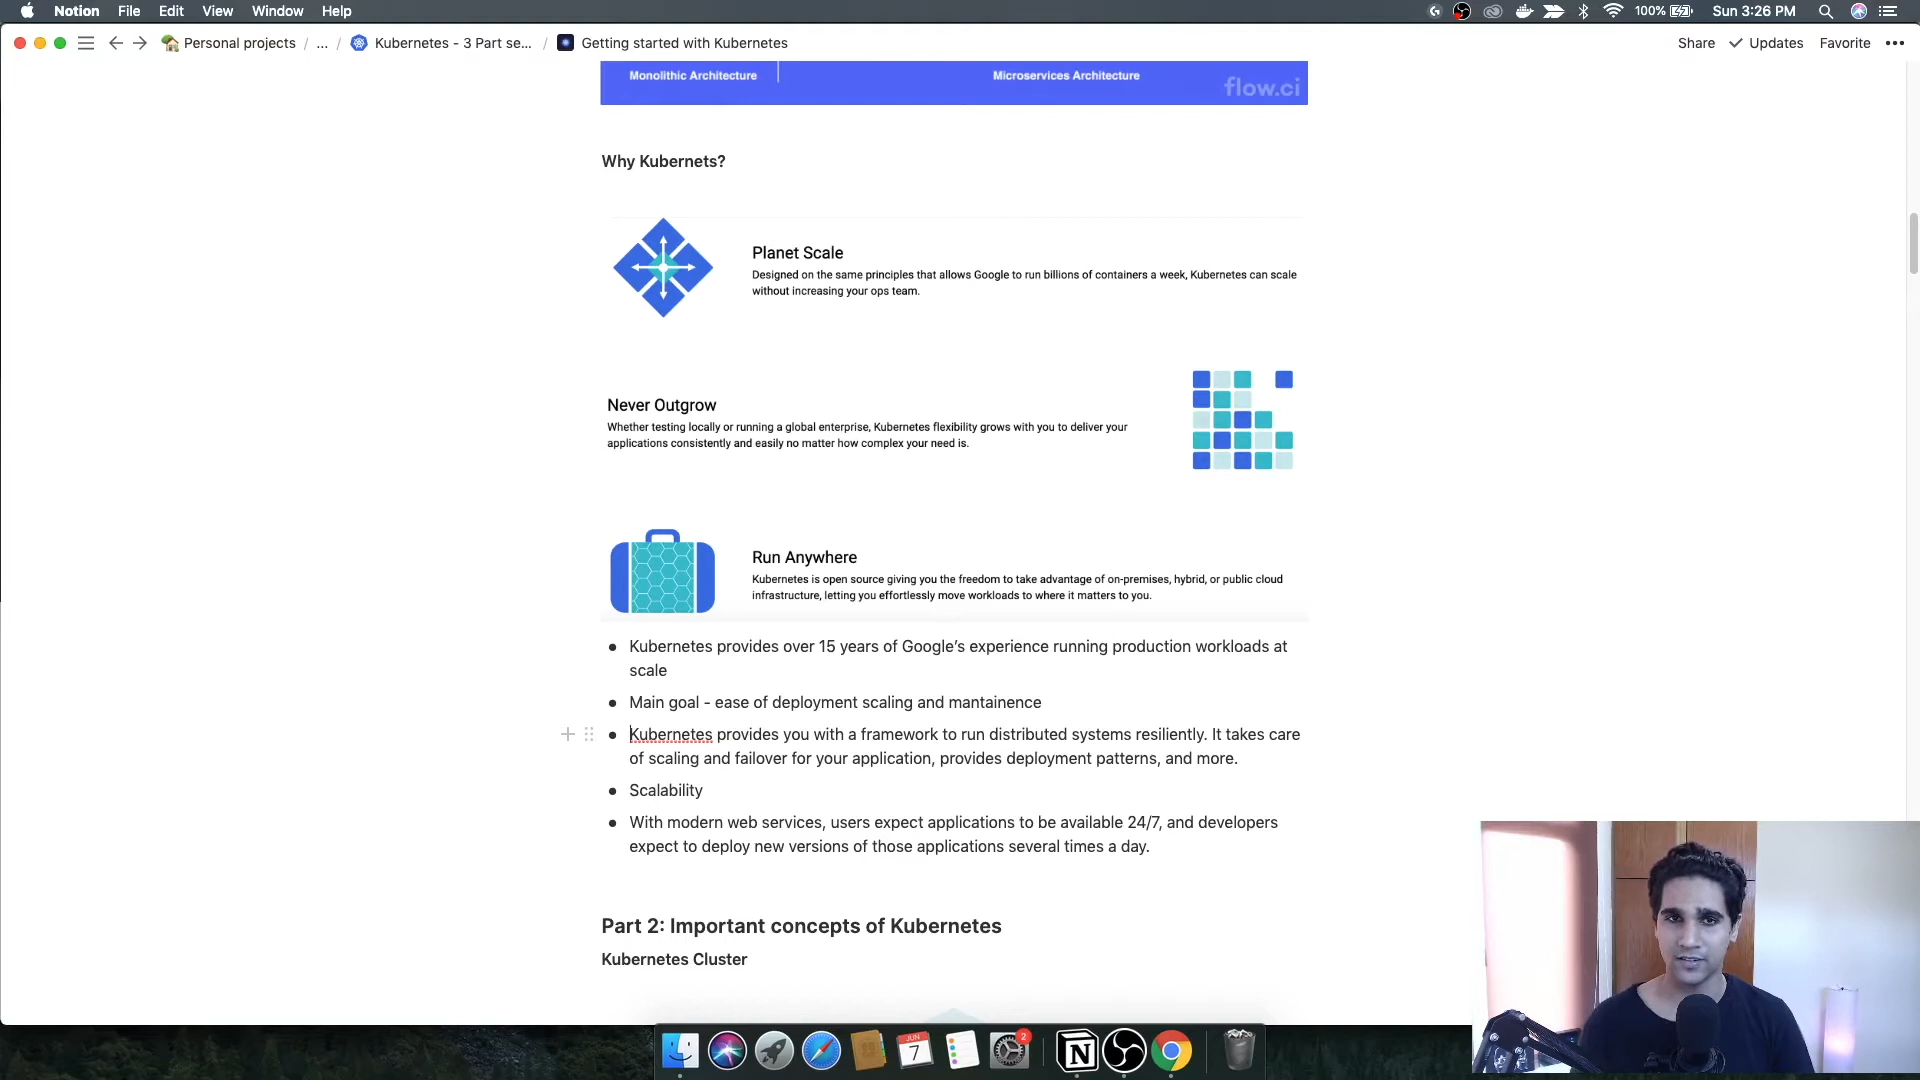 Notion File Edit View Window Help 100% Sun 3:26 PM
Personal projects / ... / Kubernetes - 3 Part se... / Getting started with Kubernetes Share Updates Favorite
Monolithic Architecture Microservices Architecture
flow.ci
Why Kubernets?
Planet Scale
Designed on the same principles that allows Google to run billions of containers a week, Kubernetes can scale
without increasing your ops team.
Never Outgrow
Whether testing locally or running a global enterprise, Kubernetes flexibility grows with you to deliver your
applications consistently and easily no matter how complex your need is.
Run Anywhere
Kubernetes is open source giving you the freedom to take advantage of on-premises, hybrid, or public cloud
infrastructure, letting you effortlessly move workloads to where it matters to you.
Kubernetes provides over 15 years of Google’s experience running production workloads at
scale
Main goal - ease of deployment scaling and mantainence
Kubernetes provides you with a framework to run distributed systems resiliently. It takes care
of scaling and failover for your application, provides deployment patterns, and more.
Scalability
With modern web services, users expect applications to be available 24/7, and developers
expect to deploy new versions of those applications several times a day.
Part 2: Important concepts of Kubernetes
Kubernetes Cluster
JUN
7
2